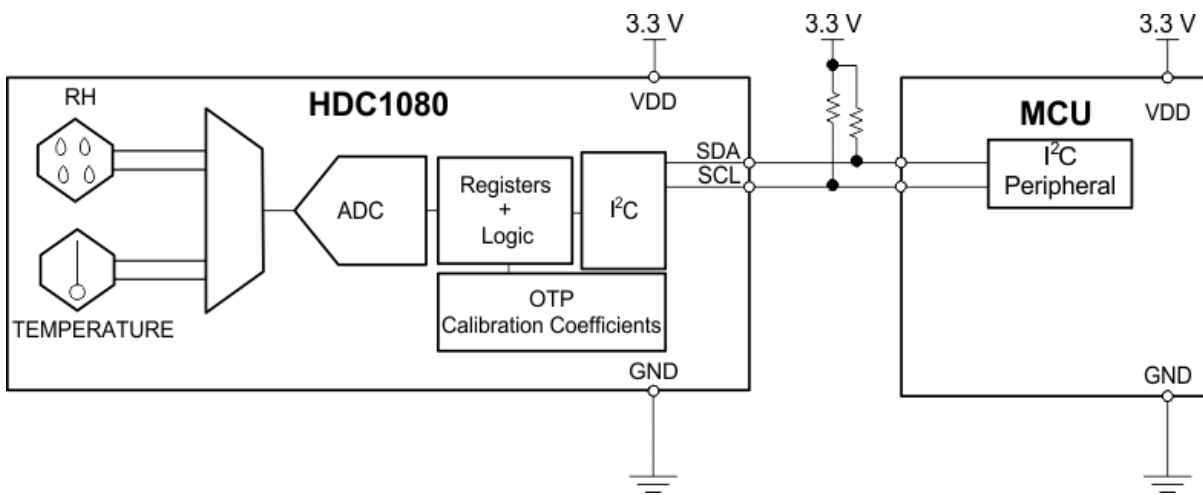 3.3 V
3.3 V
3.3 V
RH
HDC1080
VDD
MCU
VDD
SDA
SCL
I²C
Peripheral
ADC
Registers
+
Logic
I²C
TEMPERATURE
OTP
Calibration Coefficients
GND
GND